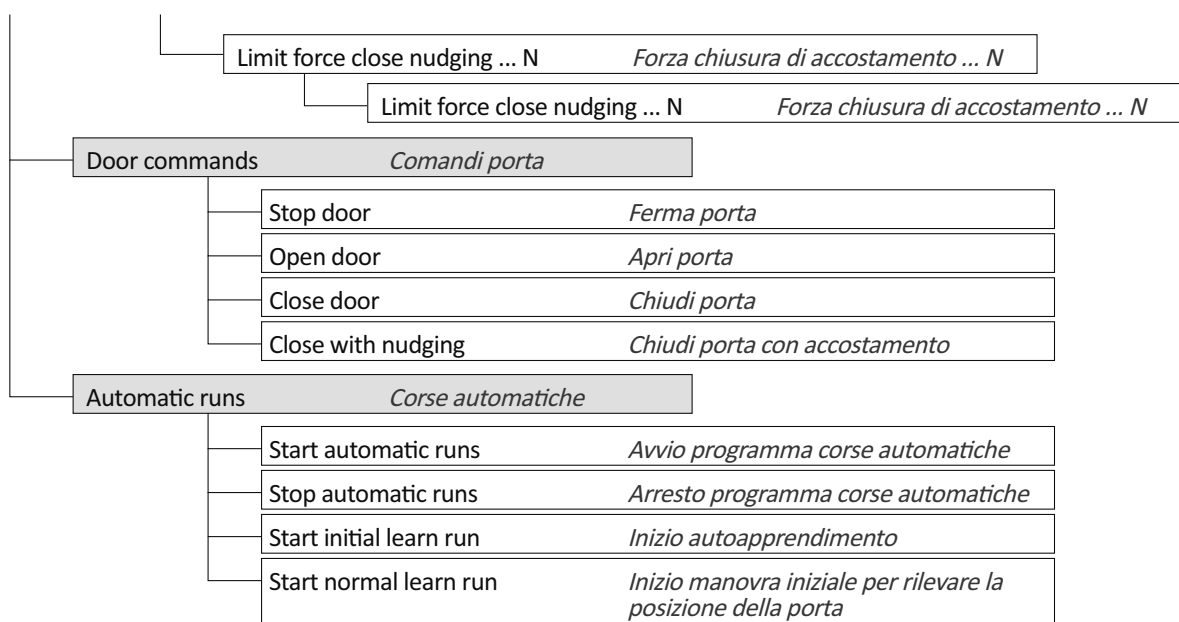 Limit force close nudging ... N Forza chiusura di accostamento ... N
Limit force close nudging ... N Forza chiusura di accostamento ... N
Door commands Comandi porta
Stop door Ferma porta
Open door Apri porta
Close door Chiudi porta
Close with nudging Chiudi porta con accostamento
Automatic runs Corse automatiche
Start automatic runs Avvio programma corse automatiche
Stop automatic runs Arresto programma corse automatiche
Start initial learn run Inizio autoapprendimento
Start normal learn run Inizio manovra iniziale per rilevare la
posizione della porta